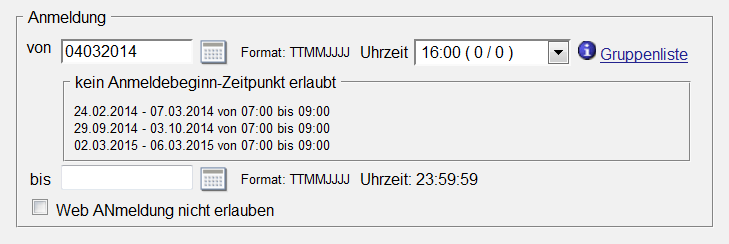 Anmeldung
von 04032014 Format: TTMMJJJJ Uhrzeit 16:00 ( 0 / 0 ) Gruppenliste
kein Anmeldebeginn-Zeitpunkt erlaubt
24.02.2014 - 07.03.2014 von 07:00 bis 09:00
29.09.2014 - 03.10.2014 von 07:00 bis 09:00
02.03.2015 - 06.03.2015 von 07:00 bis 09:00
bis Format: TTMMJJJJ Uhrzeit: 23:59:59
Web ANmeldung nicht erlauben